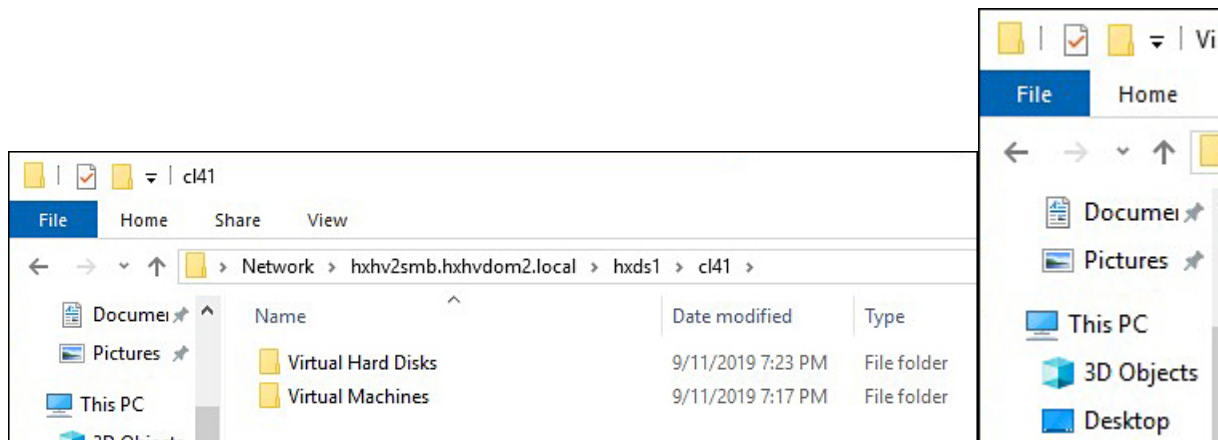 cl41
File Home Share View
Network > hxhv2smb.hxhvdom2.local > hxds1 > cl41 >
Name Date modified Type
Virtual Hard Disks 9/11/2019 7:23 PM File folder
Virtual Machines 9/11/2019 7:17 PM File folder
Pictures
This PC
File Home
Pictures
This PC
3D Objects
Desktop